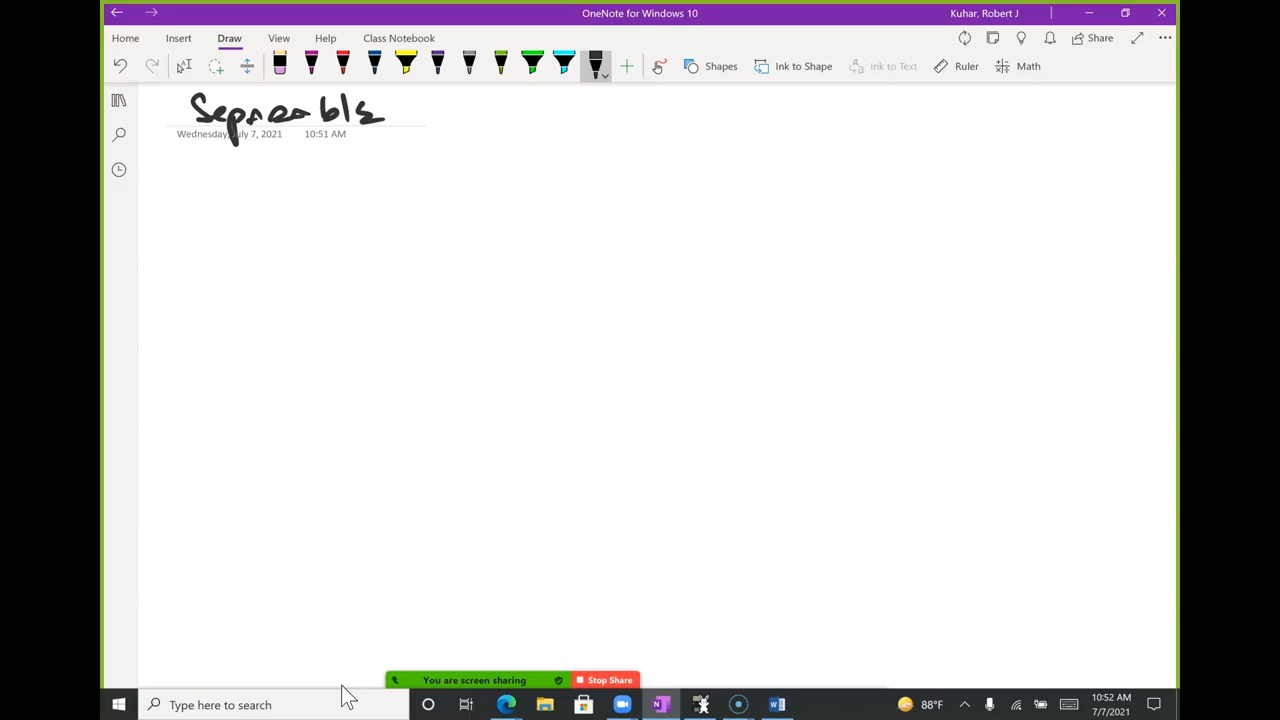 OneNote for Windows 10 Kuhar, Robert J
Home Insert Draw View Help Class Notebook Share
Shapes Ink to Shape Ink to Text Ruler Math
Wednesday, July 7, 2021 10:51 AM
You are screen sharing Stop Share
Type here to search 88°F 10:52 AM
7/7/2021